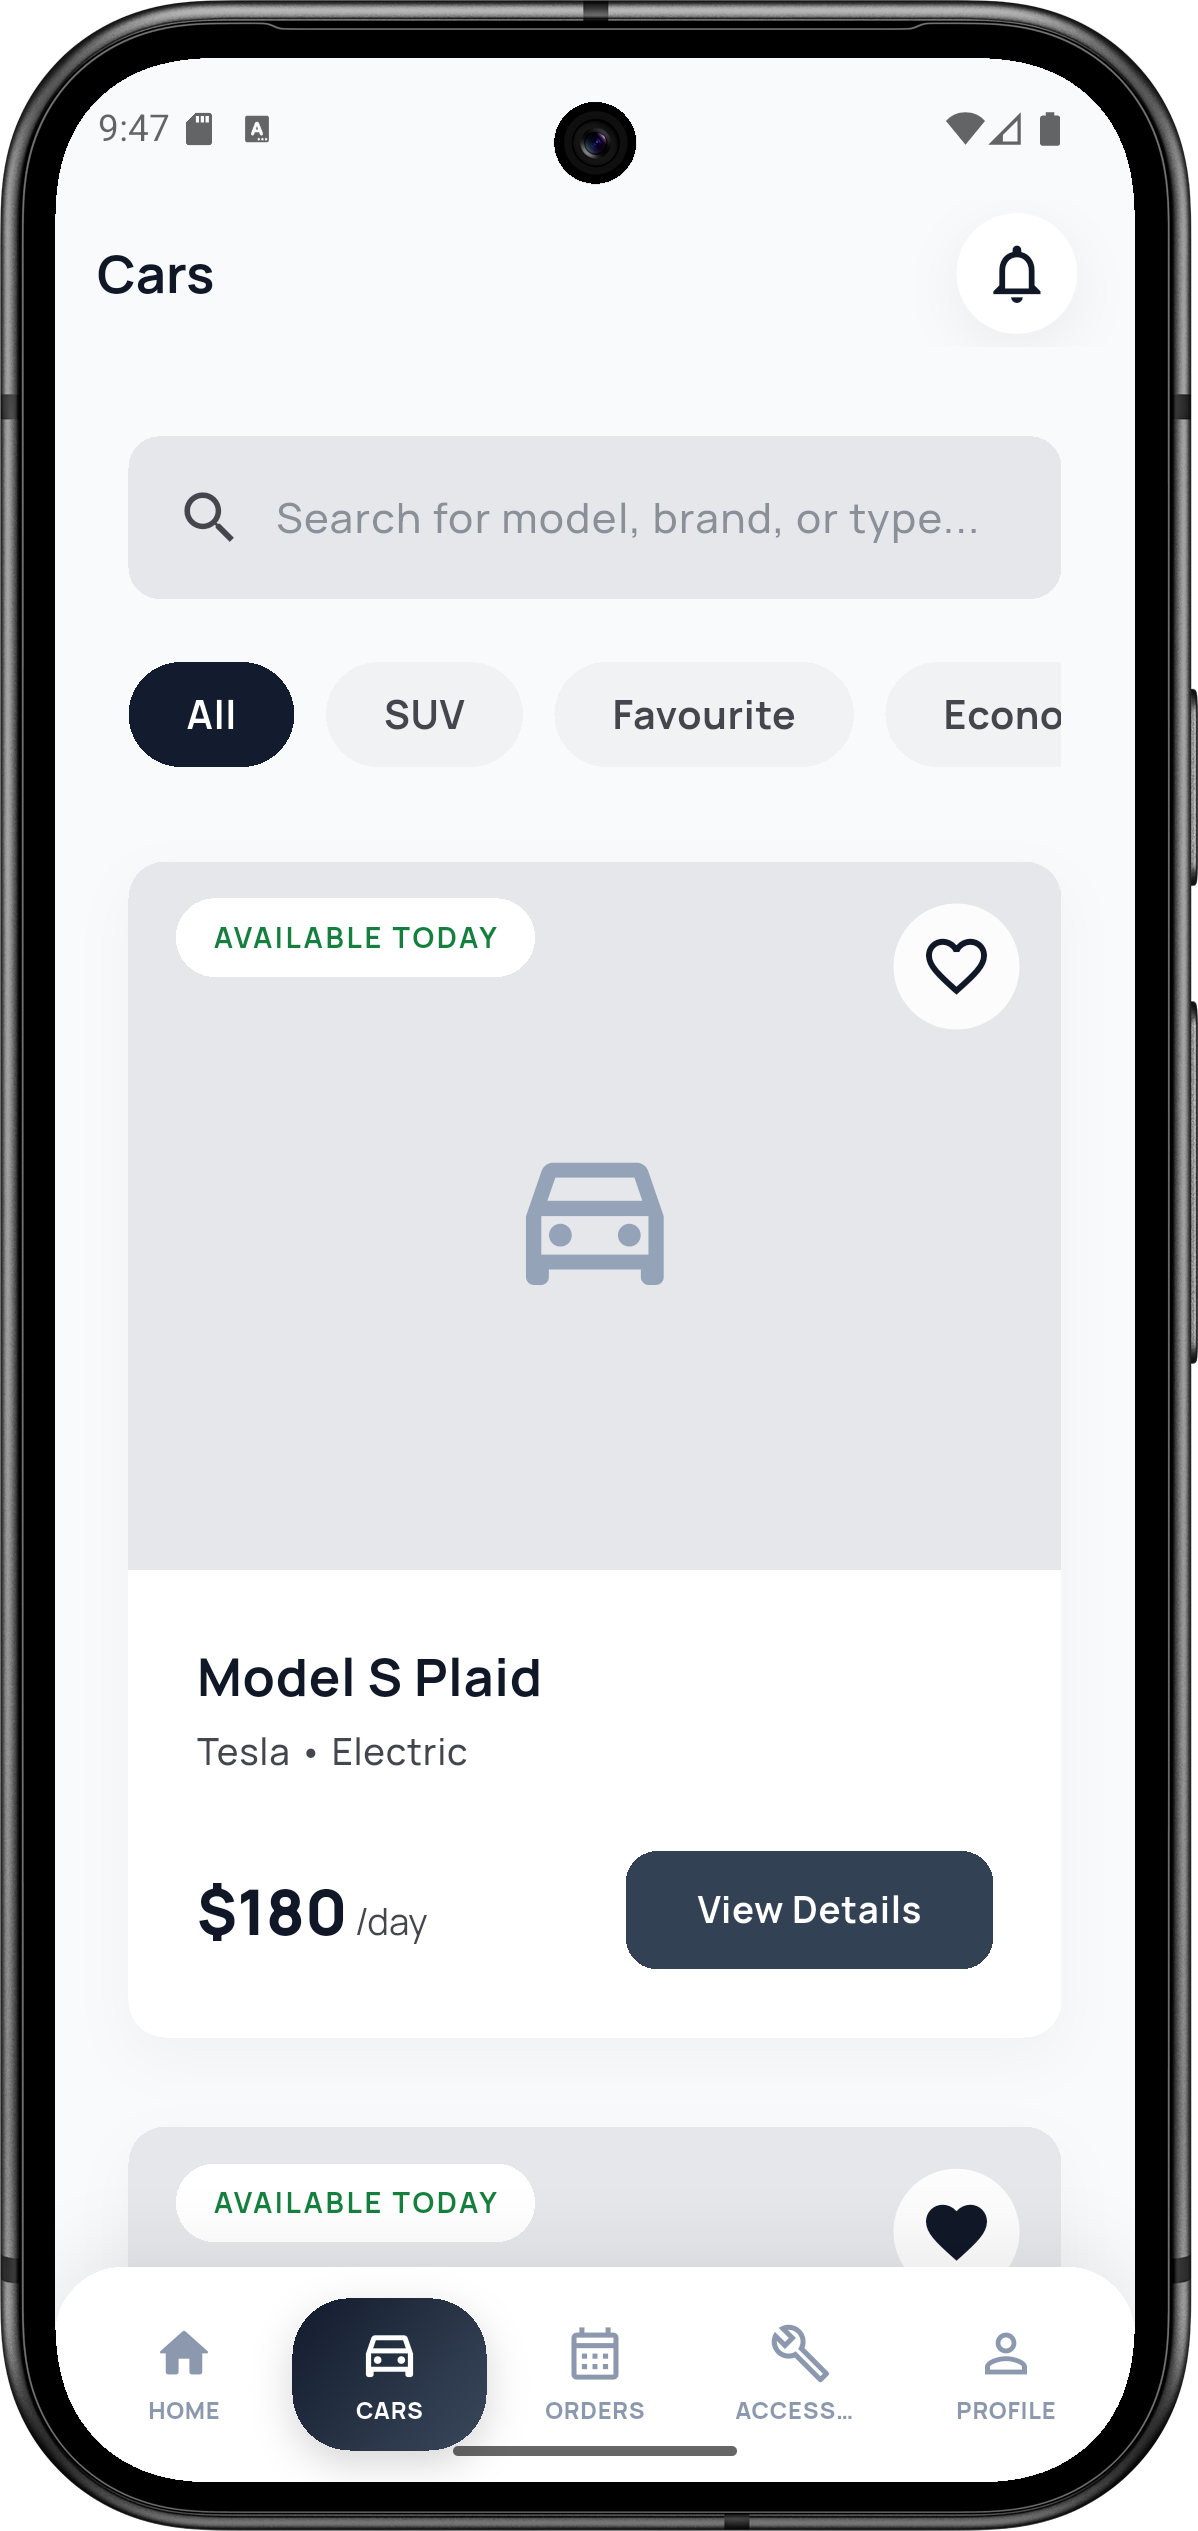 9:47
Cars
Search for model, brand, or type...
All SUV Favourite Econo
AVAILABLE TODAY
Model S Plaid
Tesla • Electric
$180 /day View Details
AVAILABLE TODAY
HOME CARS ORDERS ACCESS... PROFILE